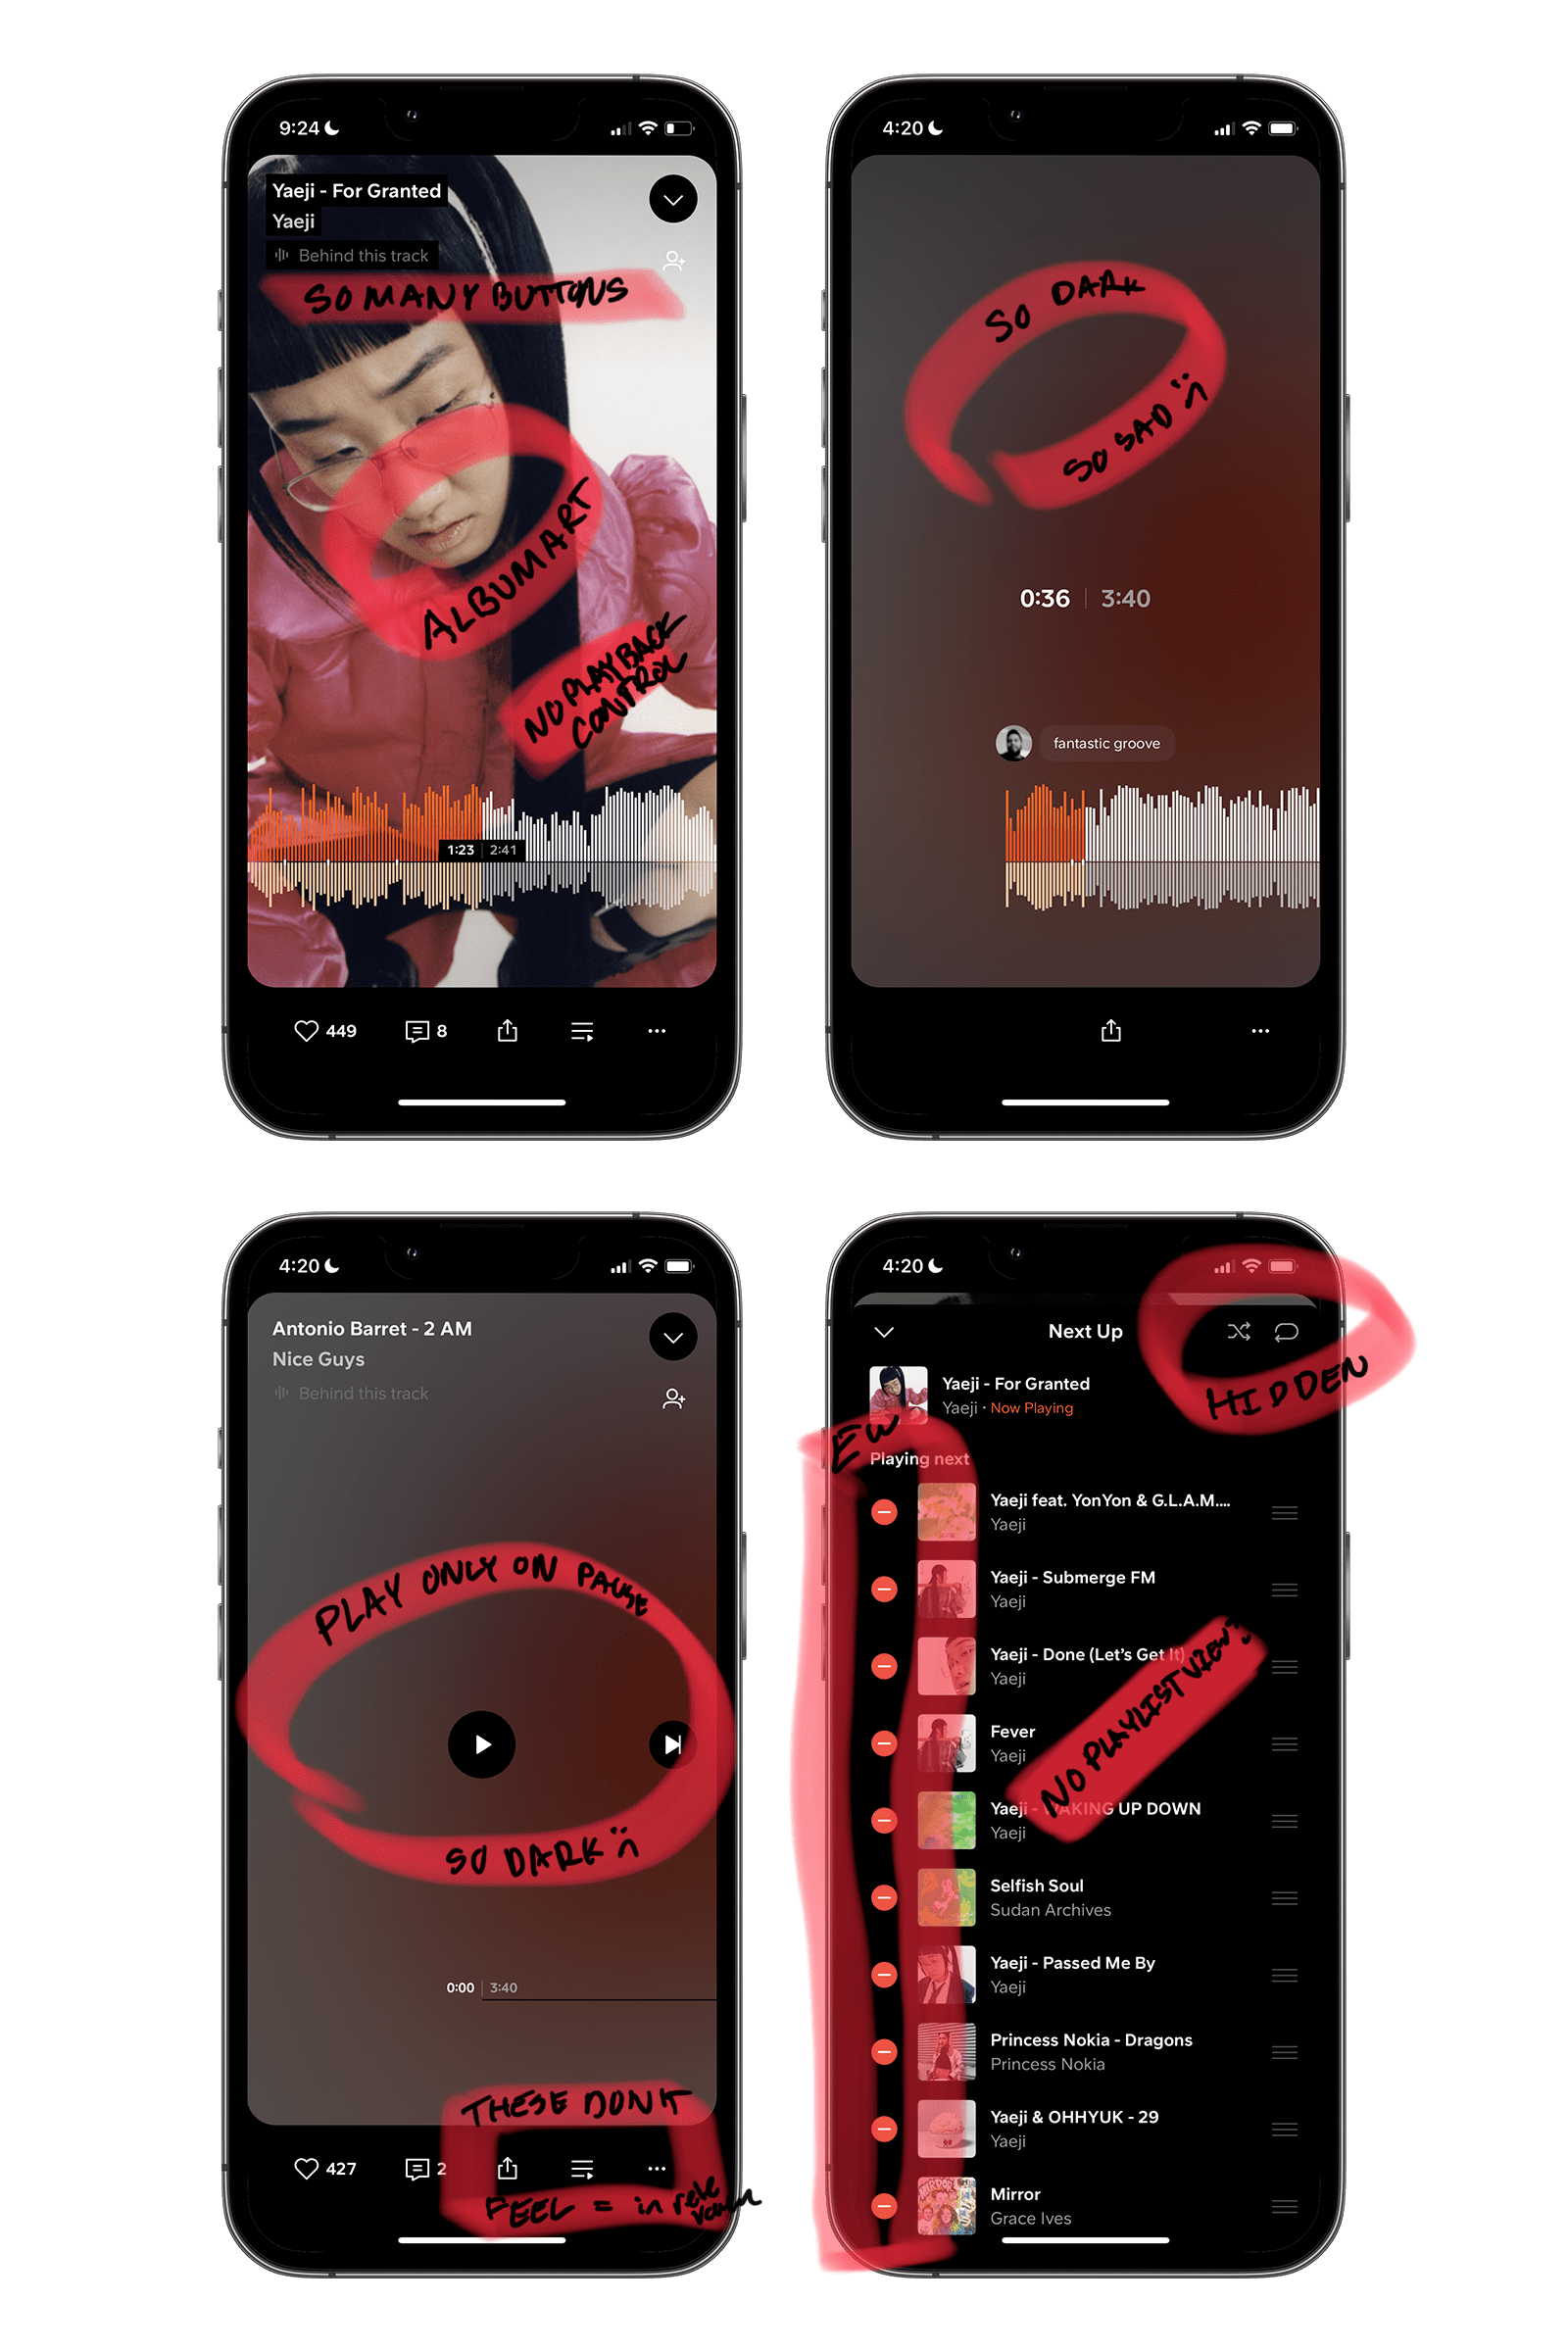 9:24
Yaeji - For Granted
Yaeji
Behind this track
SO MANY BUTTONS
ALBUM ART
NO PLAYBACK
CONTROL
1:23 2:41
449 8
4:20
SO DARK
SO SAD
0:36 3:40
fantastic groove
4:20
Antonio Barret - 2 AM
Nice Guys
Behind this track
PLAY ONLY ON PAUSE
SO DARK
0:00 3:40
THESE DONT
427 2
FEEL = in rele
vant
4:20
Next Up
HIDDEN
Yaeji - For Granted
Yaeji · Now Playing
EW
Playing next
Yaeji feat. YonYon & G.L.A.M....
Yaeji
Yaeji - Submerge FM
Yaeji
Yaeji - Done (Let's Get It)
Yaeji
NO PLAYLIST VIEW?
Fever
Yaeji
Yaeji - WAKING UP DOWN
Yaeji
Selfish Soul
Sudan Archives
Yaeji - Passed Me By
Yaeji
Princess Nokia - Dragons
Princess Nokia
Yaeji & OHHYUK - 29
Yaeji
Mirror
Grace Ives